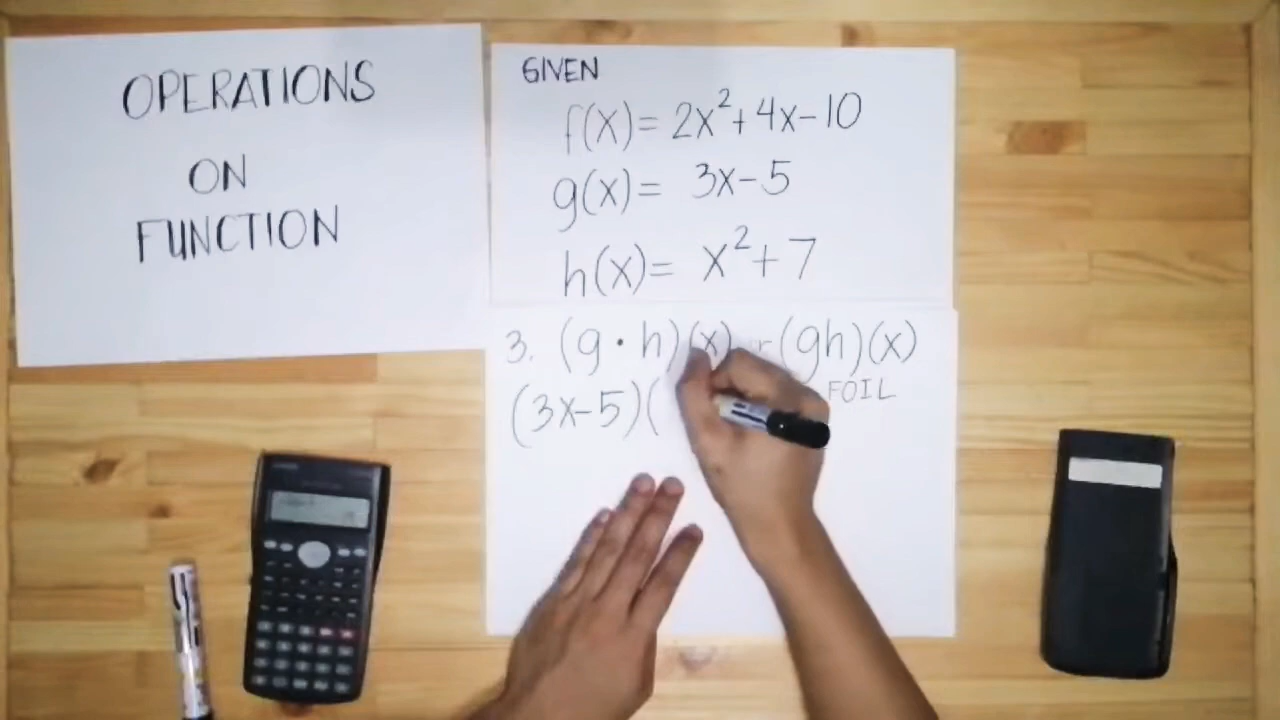 OPERATIONS
ON
FUNCTION
GIVEN
f(x)= 2x²+4x-10
g(x)= 3x-5
h(x)= x²+7
3. (g·h)(x) (gh)(x)
FOIL
(3x-5)(